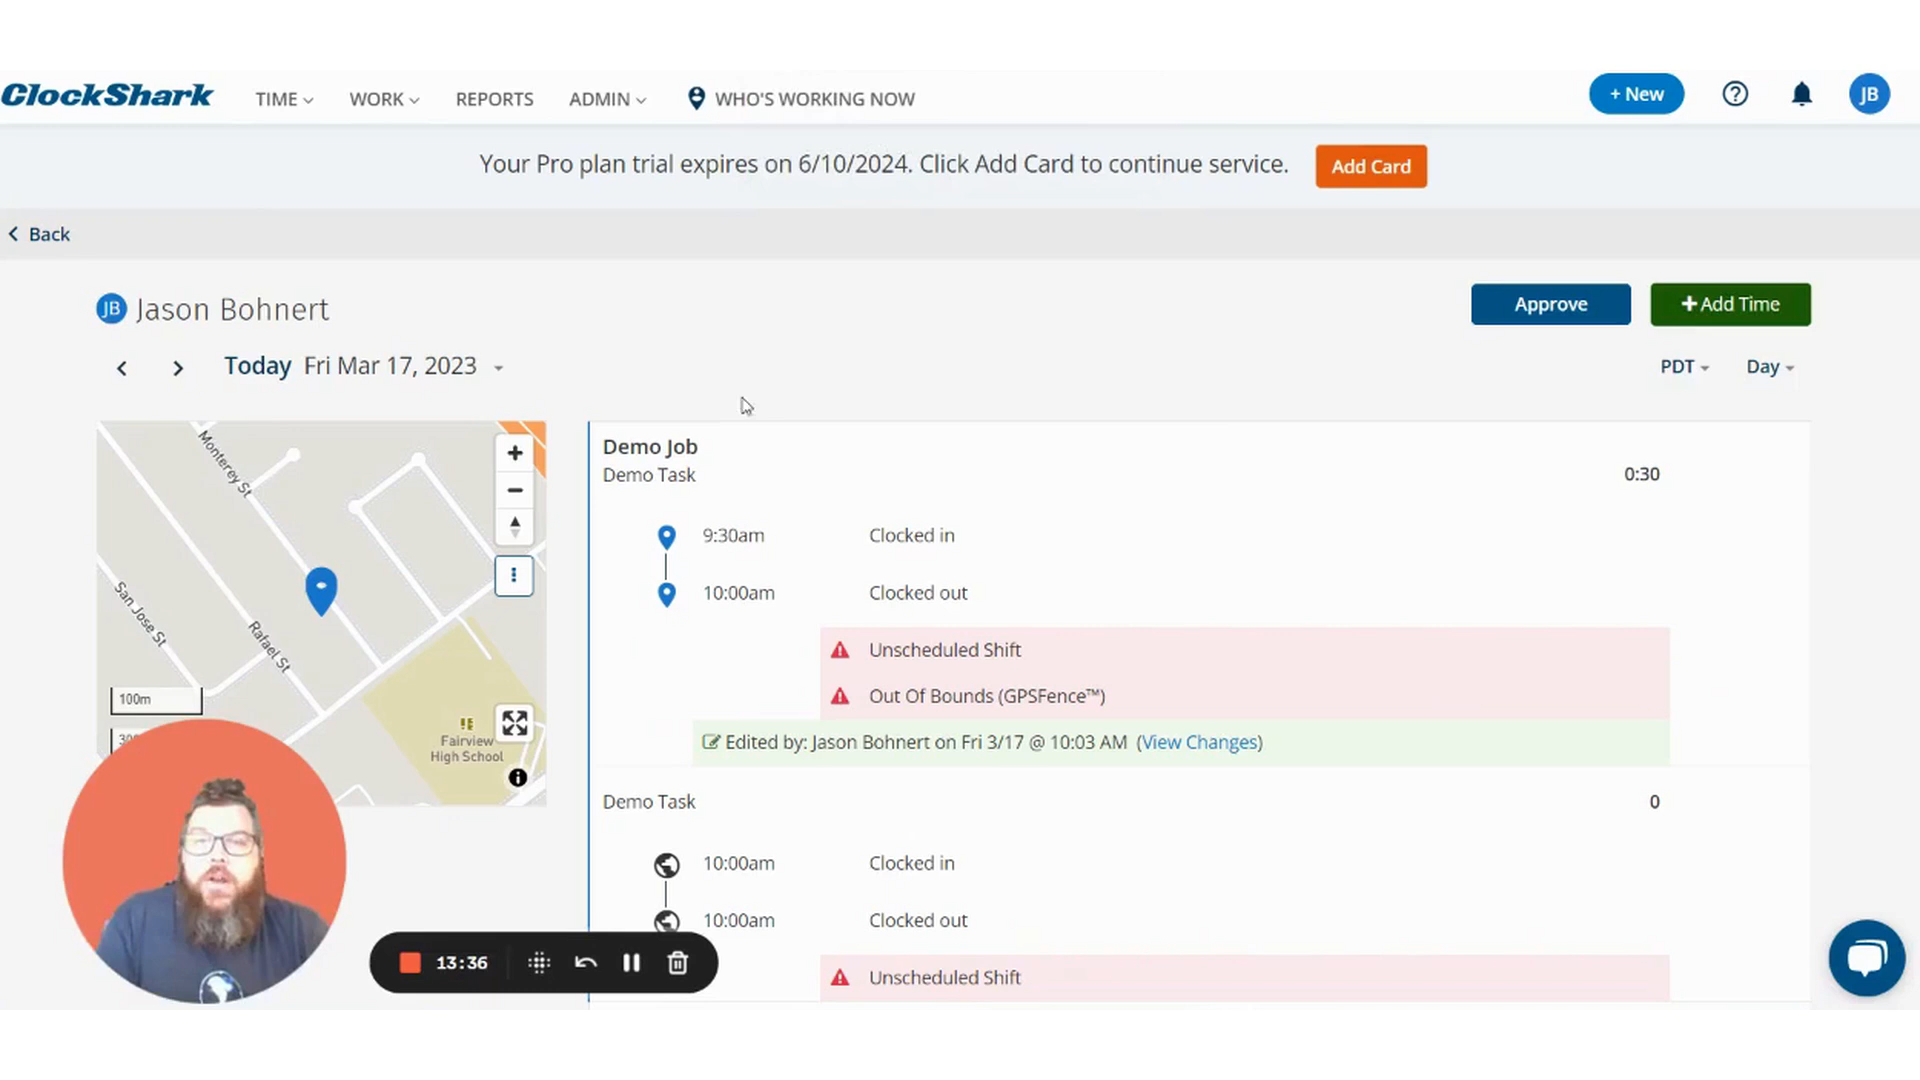 ClockShark TIME WORK REPORTS ADMIN WHO'S WORKING NOW + New JB
Your Pro plan trial expires on 6/10/2024. Click Add Card to continue service. Add Card
Back
JB Jason Bohnert
Approve
+Add Time
Today Fri Mar 17, 2023
PDT
Day
Monterey St
San Jose St
Rafael St
100m
Fairview
High School
Demo Job
Demo Task 0:30
9:30am Clocked in
10:00am Clocked out
Unscheduled Shift
Out Of Bounds (GPSFence™)
Edited by: Jason Bohnert on Fri 3/17 @ 10:03 AM (View Changes)
Demo Task 0
10:00am Clocked in
10:00am Clocked out
Unscheduled Shift
13:36